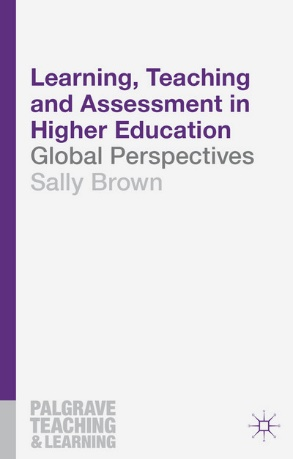 Learning, Teaching
and Assessment in
Higher Education
Global Perspectives
Sally Brown
PALGRAVE
TEACHING
& LEARNING